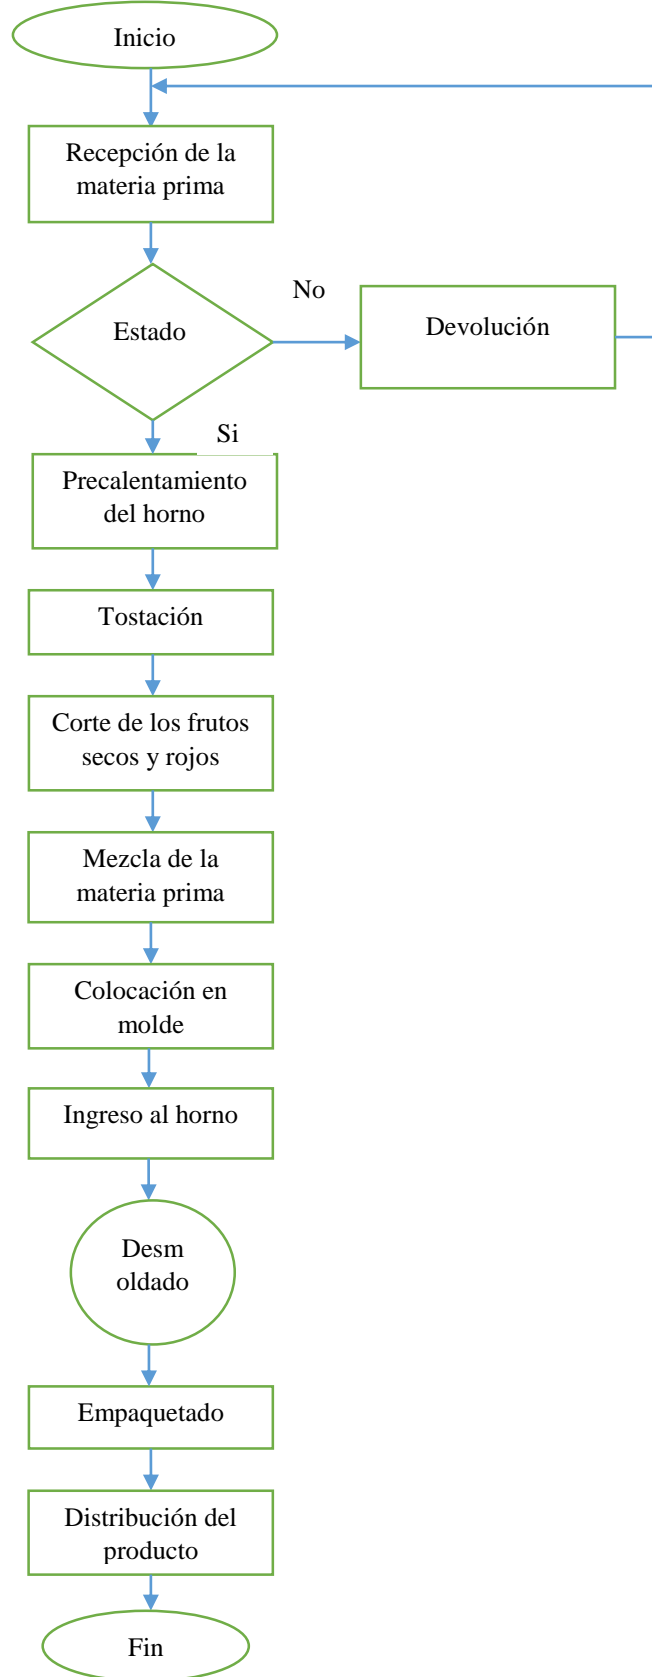 Inicio
Recepción de la
materia prima
No
Estado
Devolución
Si
Precalentamiento
del horno
Tostación
Corte de los frutos
secos y rojos
Mezcla de la
materia prima
Colocación en
molde
Ingreso al horno
Desm
oldado
Empaquetado
Distribución del
producto
Fin